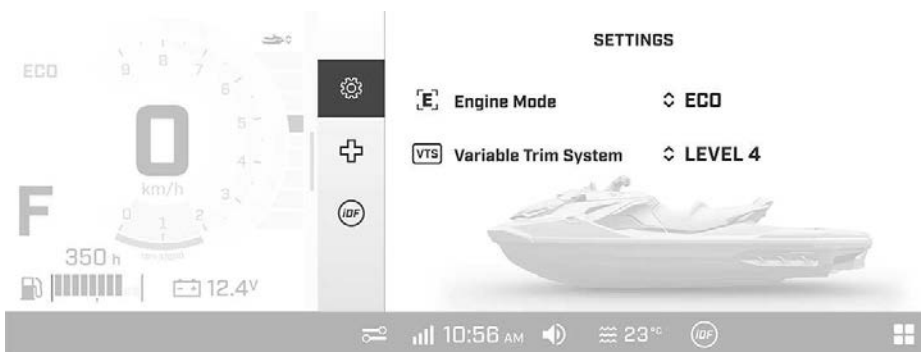 SETTINGS
ECO
9 8 7
6
5
4
3
0 1 2
0
km/h
F
350 h
12.4V
[E] Engine Mode ECO
VTS Variable Trim System LEVEL 4
iDF
10:56 AM 23°C iDF